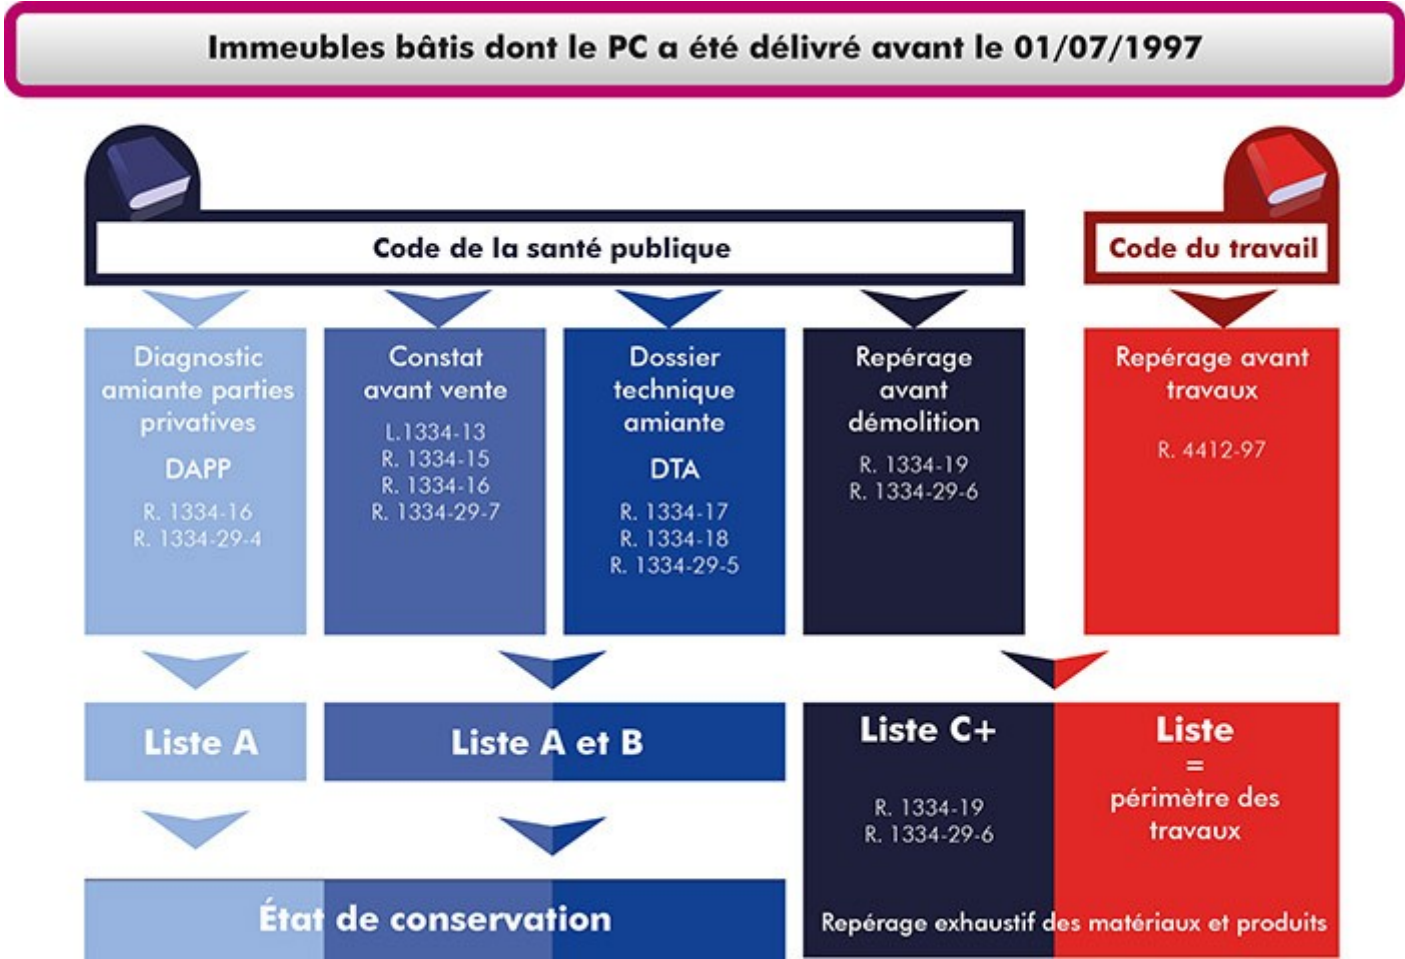 Immeubles bâtis dont le PC a été délivré avant le 01/07/1997
Code de la santé publique
Code du travail
Diagnostic
amiante parties
privatives
DAPP
R. 1334-16
R. 1334-29-4
Constat
avant vente
L.1334-13
R. 1334-15
R. 1334-16
R. 1334-29-7
Dossier
technique
amiante
DTA
R. 1334-17
R. 1334-18
R. 1334-29-5
Repérage
avant
démolition
R. 1334-19
R. 1334-29-6
Repérage avant
travaux
R. 4412-97
Liste A
Liste A et B
Liste C+
R. 1334-19
R. 1334-29-6
Liste
=
périmètre des
travaux
État de conservation
Repérage exhaustif des matériaux et produits